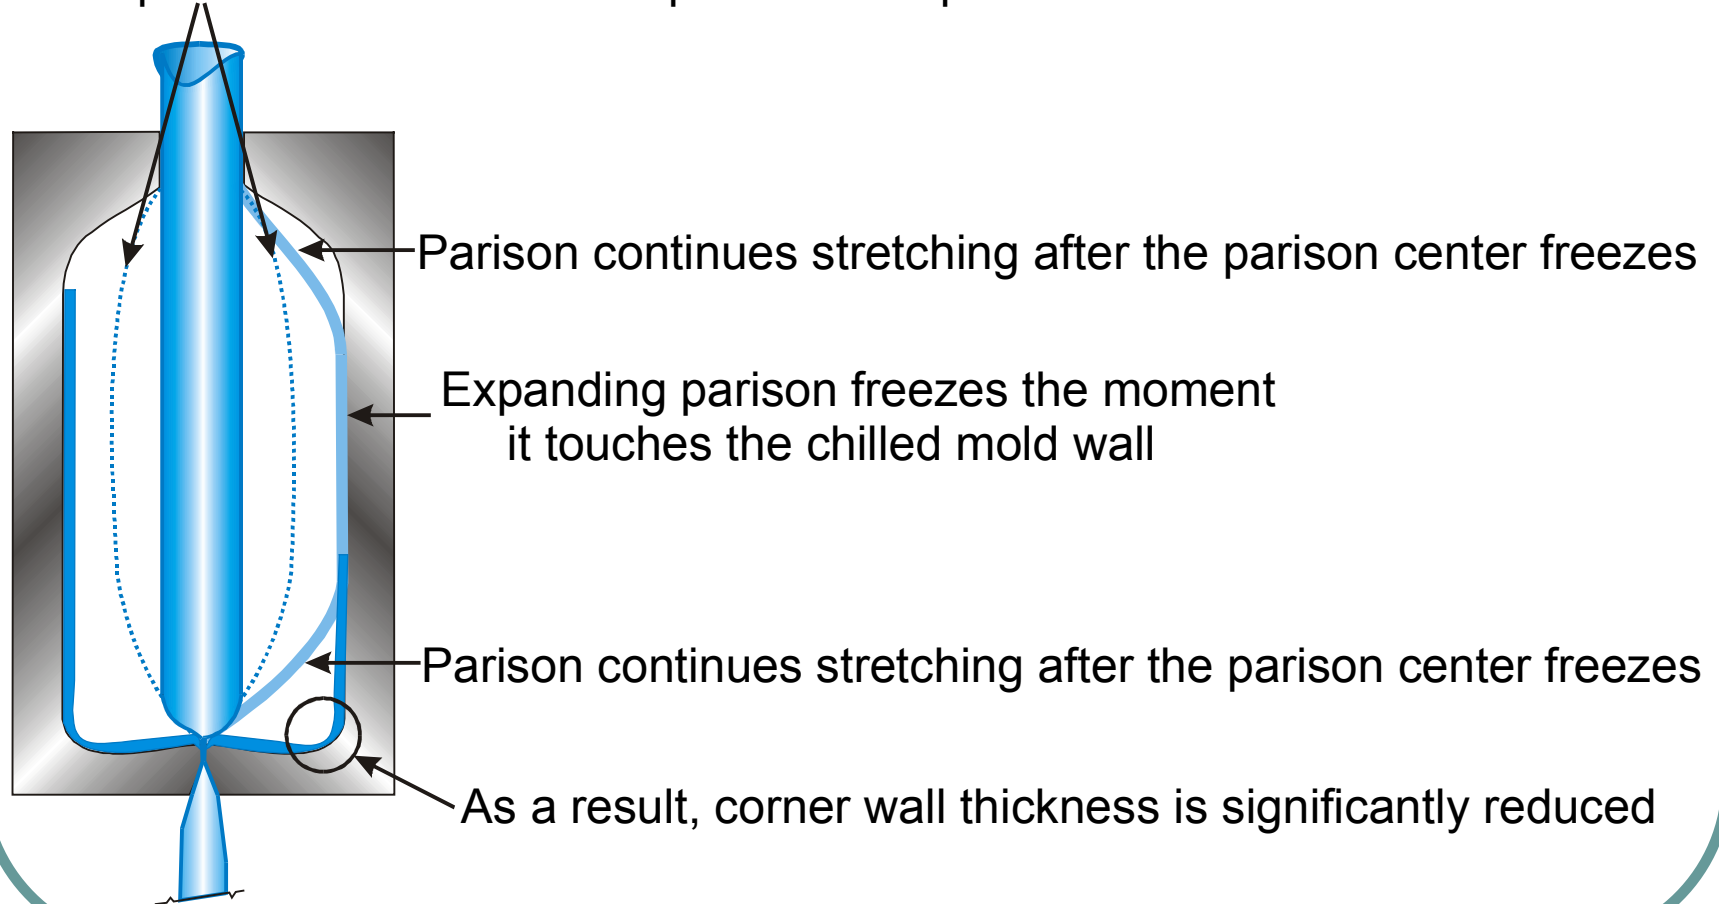 Parison continues stretching after the parison center freezes
Expanding parison freezes the moment
it touches the chilled mold wall
Parison continues stretching after the parison center freezes
As a result, corner wall thickness is significantly reduced